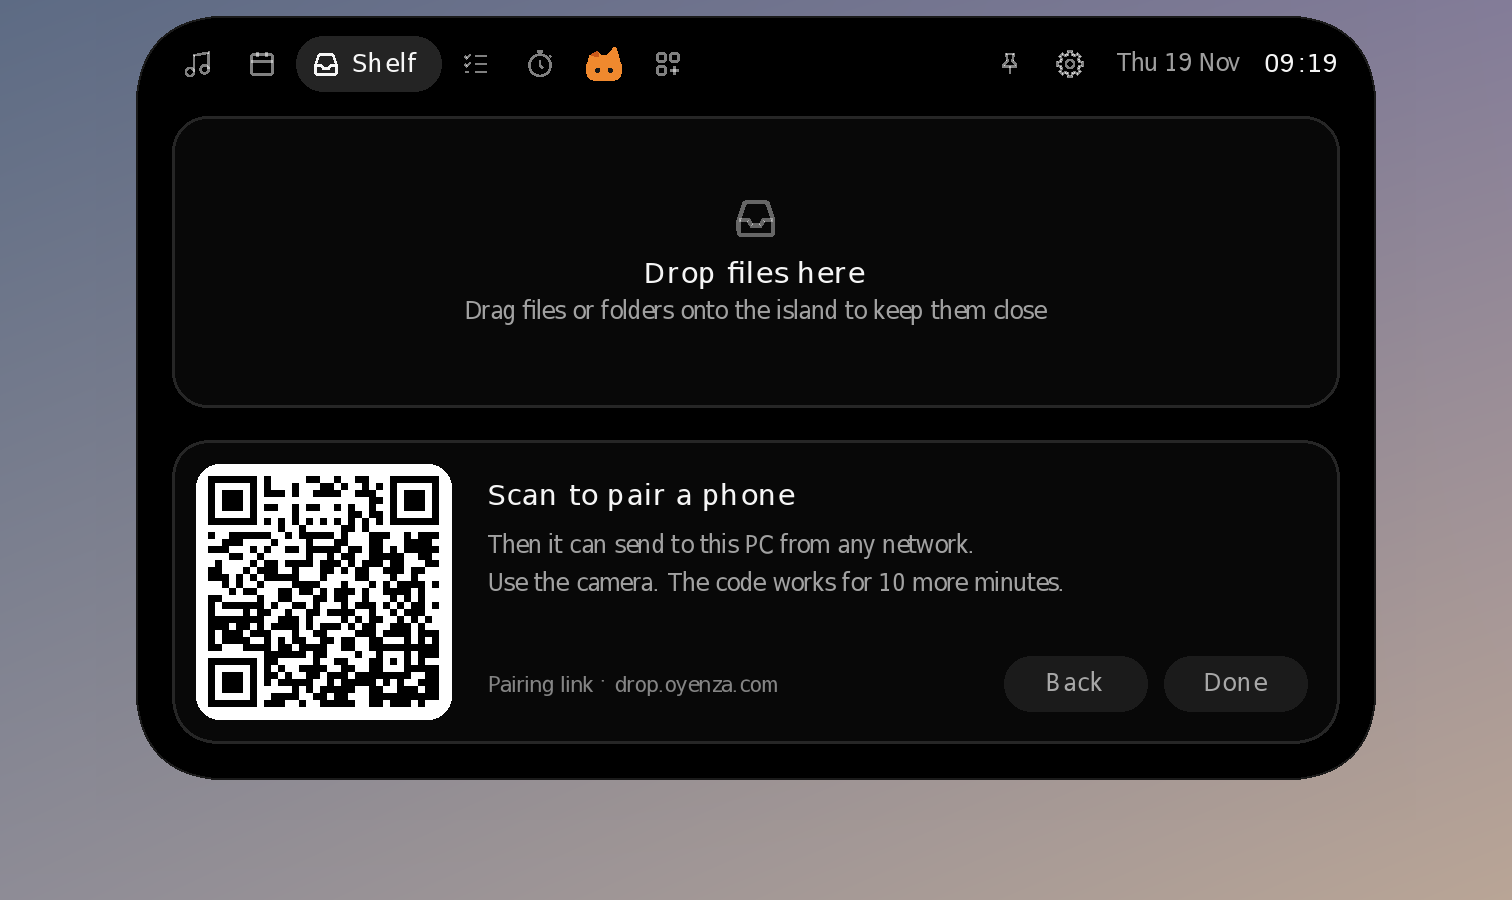 Shelf
Thu 19 Nov 09:19
Drop files here
Drag files or folders onto the island to keep them close
Scan to pair a phone
Then it can send to this PC from any network.
Use the camera. The code works for 10 more minutes.
Pairing link · drop.oyenza.com
Back
Done